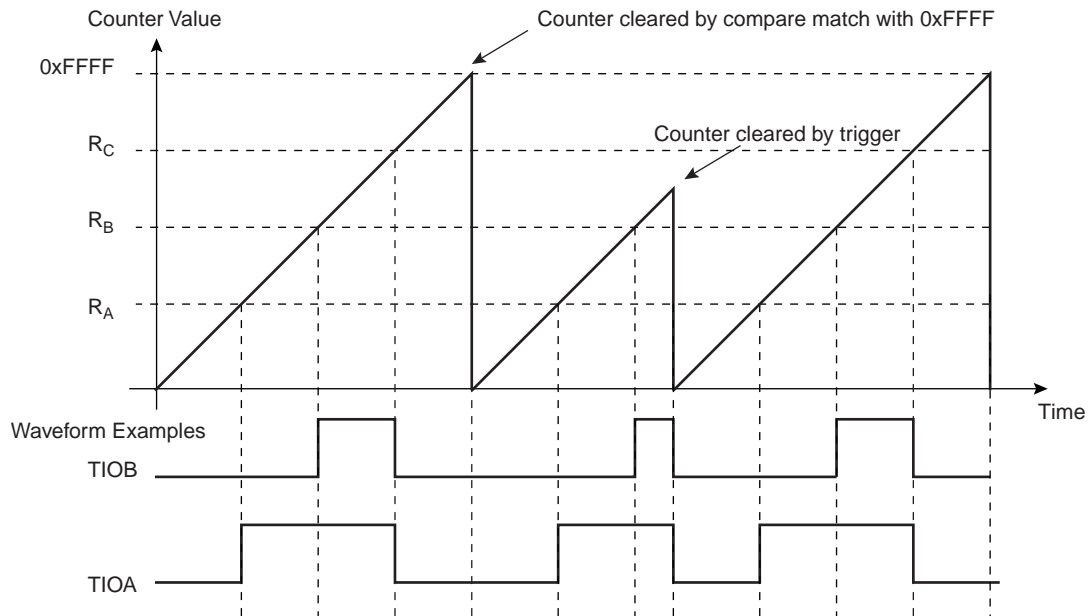 Counter Value
Counter cleared by compare match with 0xFFFF
0xFFFF
RC
Counter cleared by trigger
RB
RA
Time
Waveform Examples
TIOB
TIOA